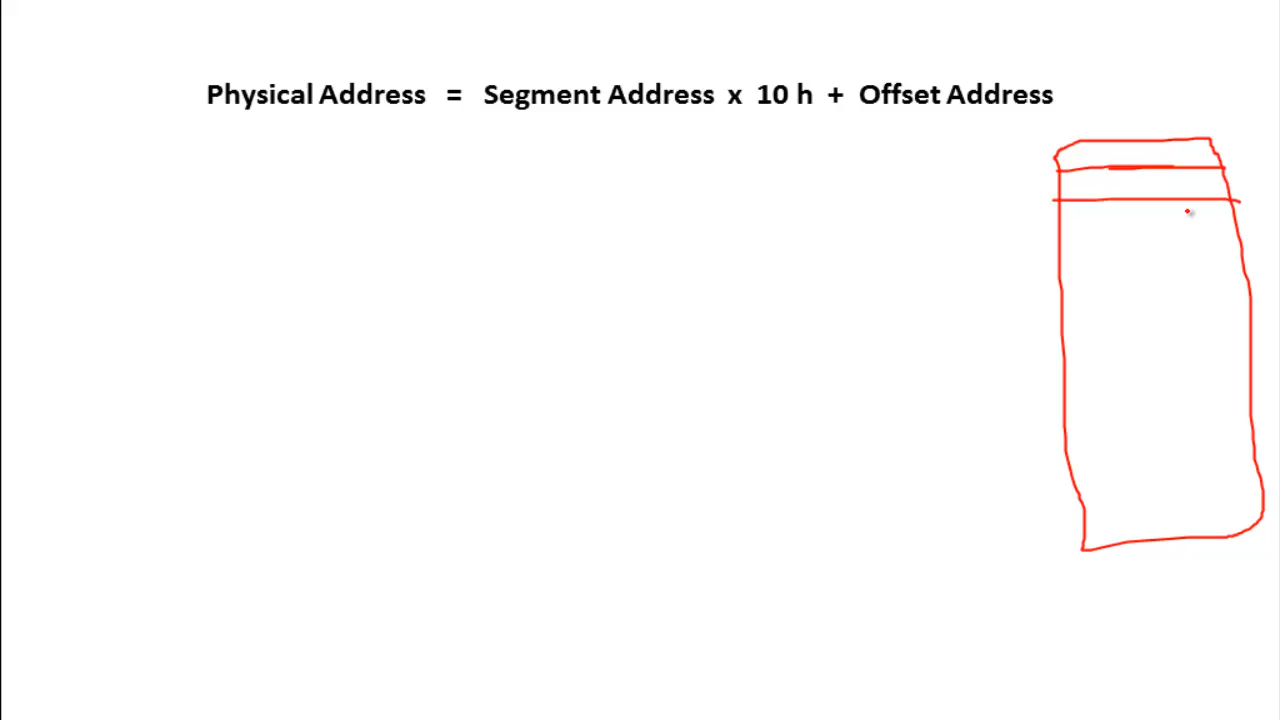 Physical Address = Segment Address x 10 h + Offset Address